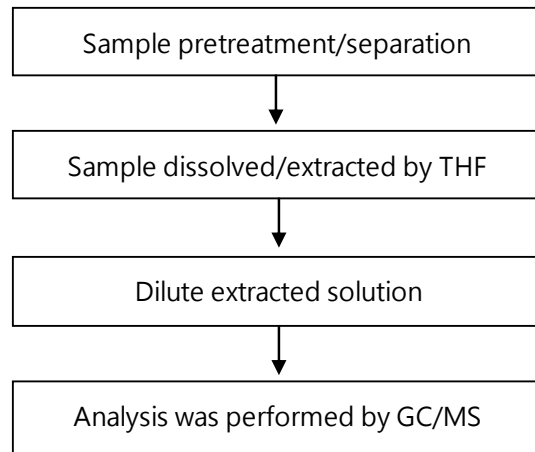 Sample pretreatment/separation
Sample dissolved/extracted by THF
Dilute extracted solution
Analysis was performed by GC/MS